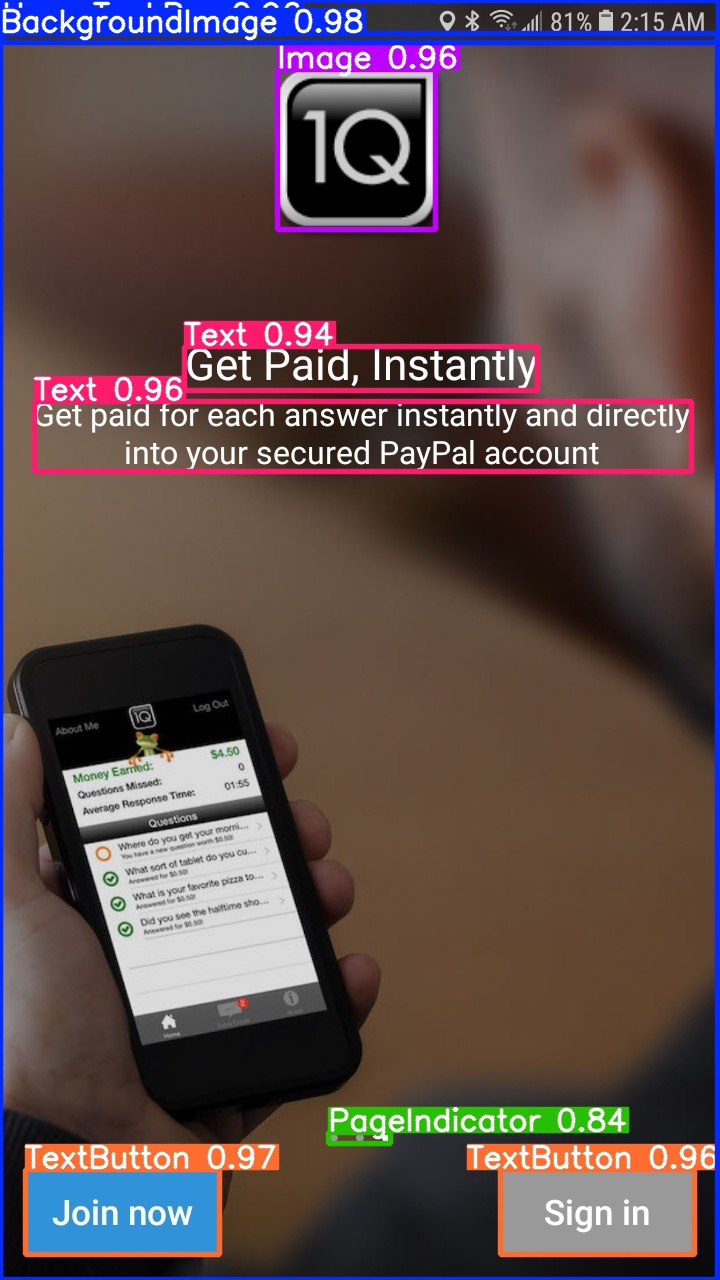 BackgroundImage 0.98
81% 2:15 AM
Image 0.96
1Q
Text 0.94
Get Paid, Instantly
Text 0.96
Get paid for each answer instantly and directly
into your secured PayPal account
About Me
1Q
Log Out
Money Earned: $4.50
Questions Missed: 0
Average Response Time: 01:55
Questions
Where do you get your morni...
You have a new question worth $0.50!
What sort of tablet do you cu...
Answered for $0.50!
What is your favorite pizza to...
Answered for $0.50!
Did you see the halftime sho...
Answered for $0.50!
2
Home
PageIndicator 0.84
TextButton 0.97
TextButton 0.96
Join now
Sign in